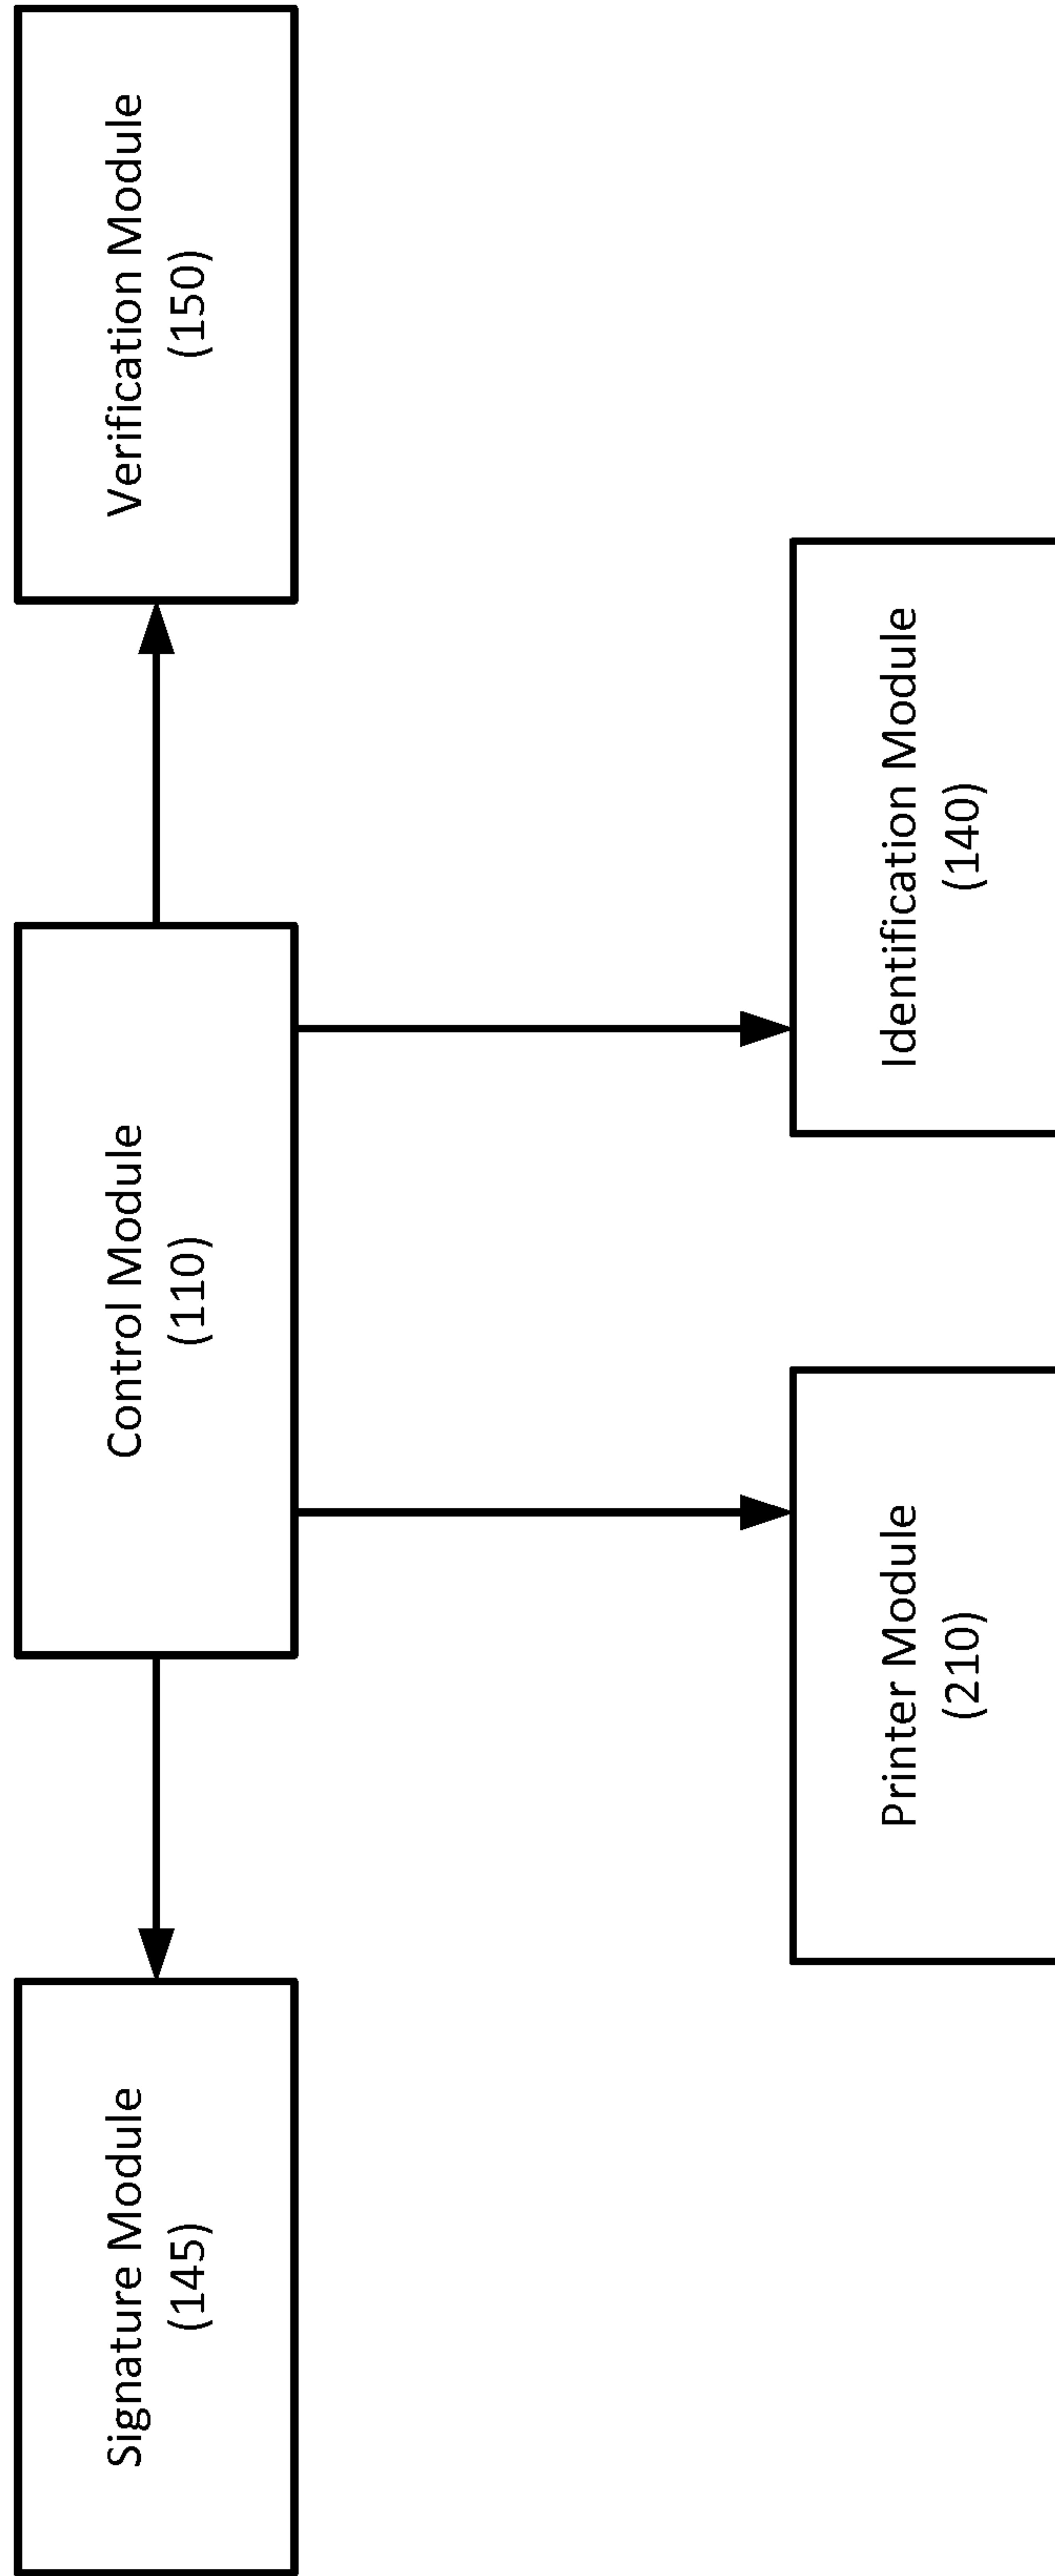 Signature Module
(145)
Control Module
(110)
Verification Module
(150)
Printer Module
(210)
Identification Module
(140)